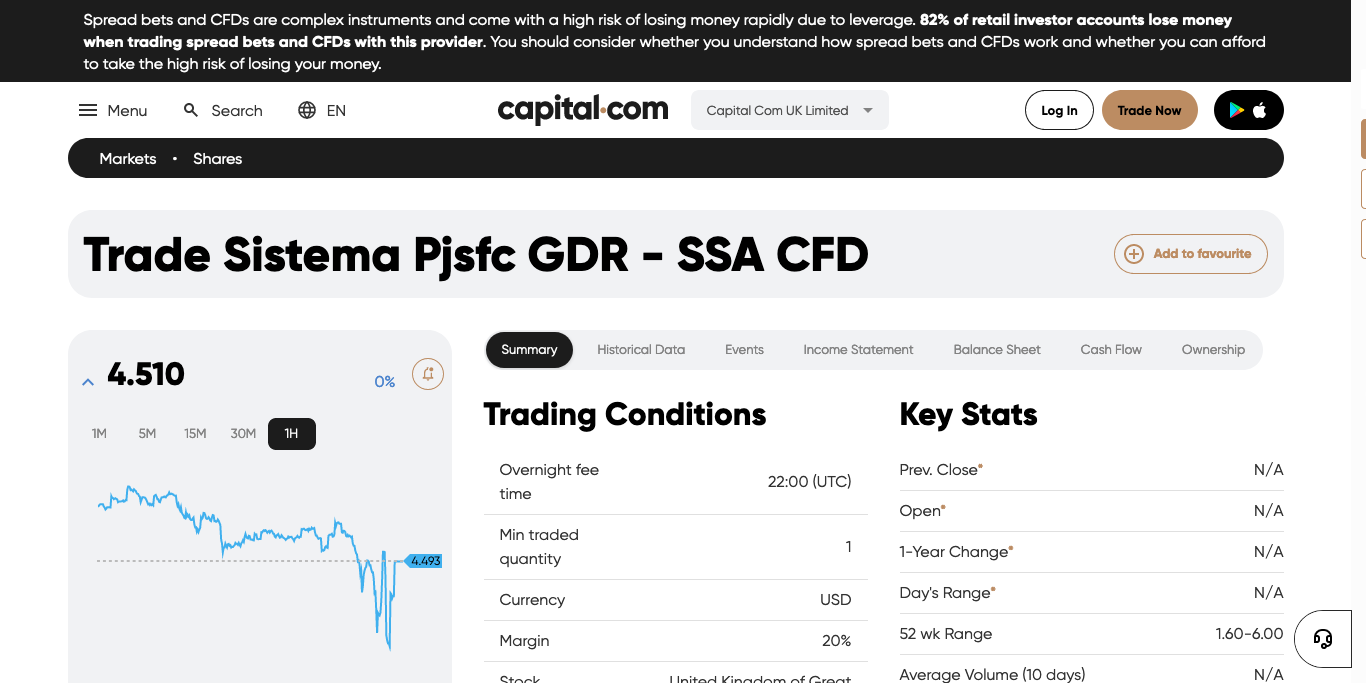 Spread bets and CFDs are complex instruments and come with a high risk of losing money rapidly due to leverage. 82% of retail investor accounts lose money
when trading spread bets and CFDs with this provider. You should consider whether you understand how spread bets and CFDs work and whether you can afford
to take the high risk of losing your money.
Menu Search EN capital.com Capital Com UK Limited Log In Trade Now
Markets • Shares
Trade Sistema Pjsfc GDR - SSA CFD Add to favourite
4.510 0%
1M 5M 15M 30M 1H
4.493
Summary Historical Data Events Income Statement Balance Sheet Cash Flow Ownership
Trading Conditions
Overnight fee
time 22:00 (UTC)
Min traded
quantity 1
Currency USD
Margin 20%
Stock United Kingdom of Great
Key Stats
Prev. Close* N/A
Open* N/A
1-Year Change* N/A
Day's Range* N/A
52 wk Range 1.60-6.00
Average Volume (10 days) N/A